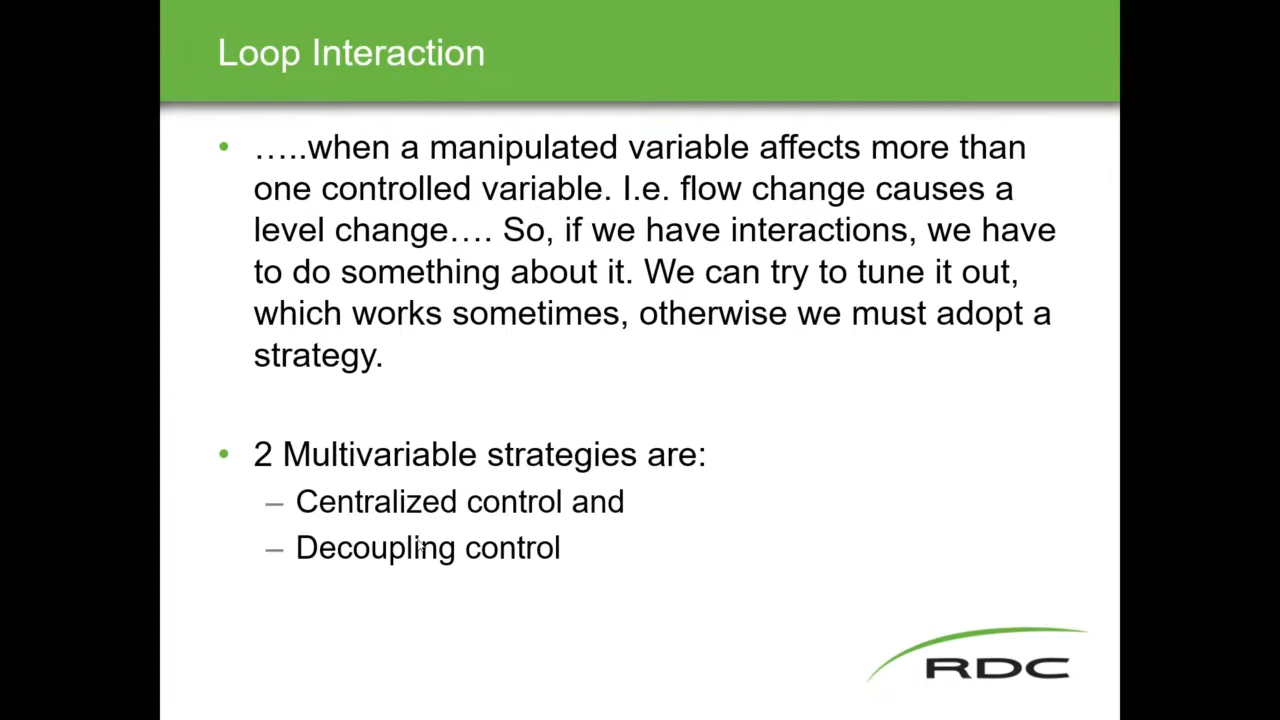 Loop Interaction
• …..when a manipulated variable affects more than
one controlled variable. I.e. flow change causes a
level change…. So, if we have interactions, we have
to do something about it. We can try to tune it out,
which works sometimes, otherwise we must adopt a
strategy.
• 2 Multivariable strategies are:
– Centralized control and
– Decoupling control
RDC